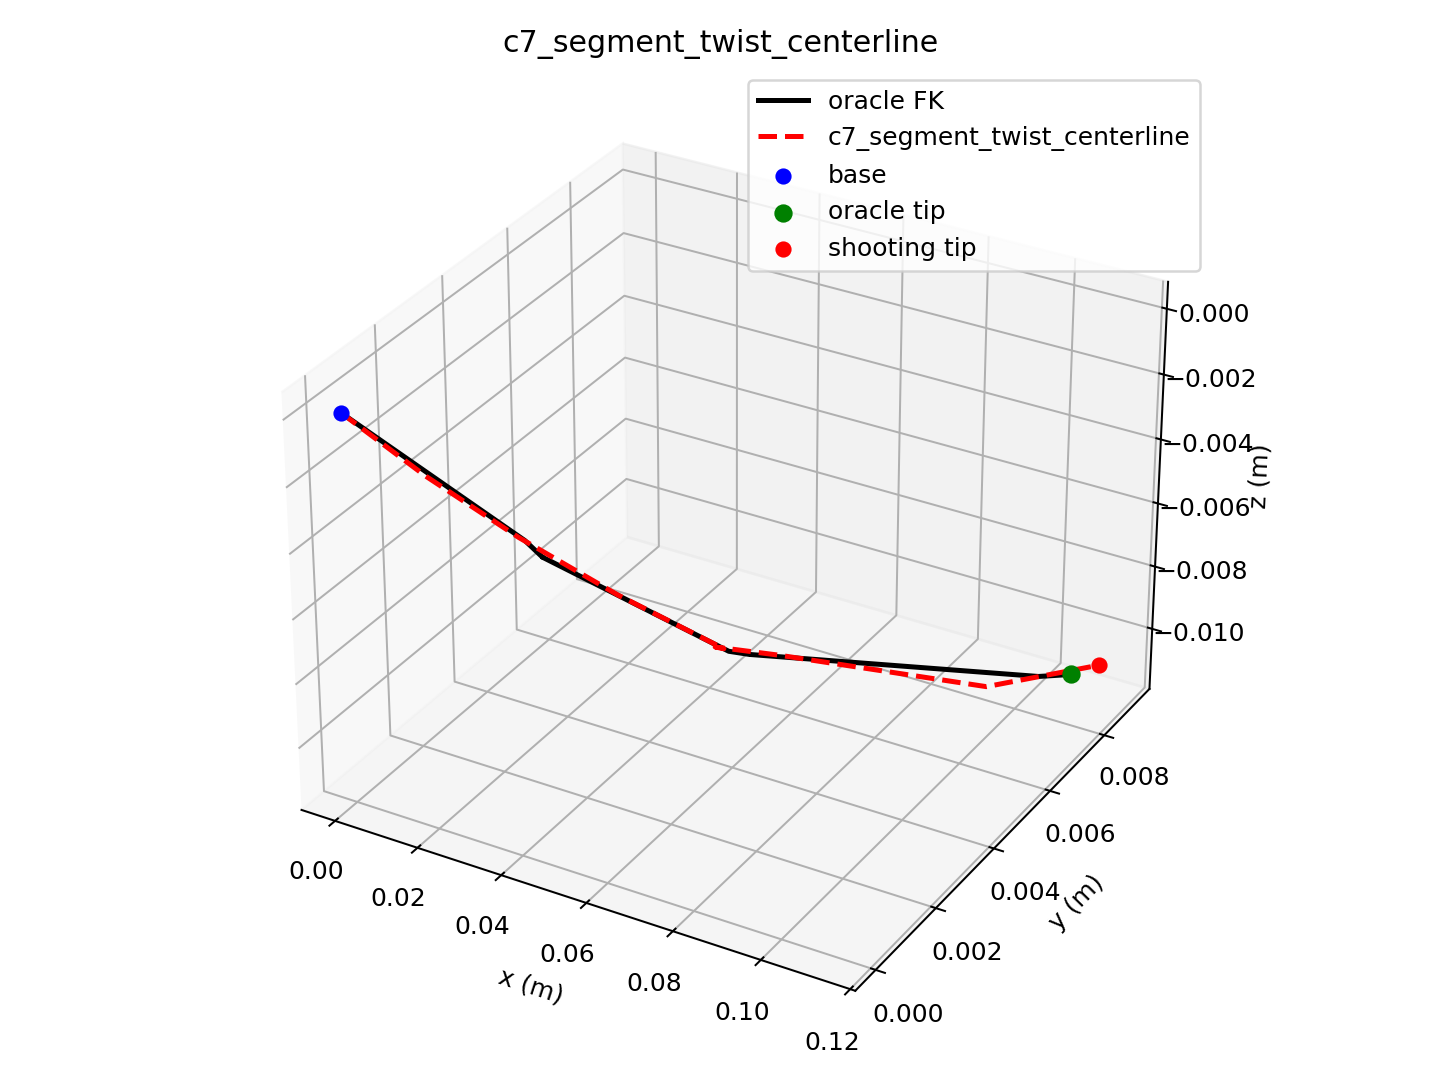 c7_segment_twist_centerline
oracle FK
c7_segment_twist_centerline
base
oracle tip
shooting tip
0.000
−0.002
−0.004
−0.006
−0.008
−0.010
z (m)
0.008
0.006
0.004
0.002
0.000
y (m)
0.00
0.02
0.04
0.06
0.08
0.10
0.12
x (m)